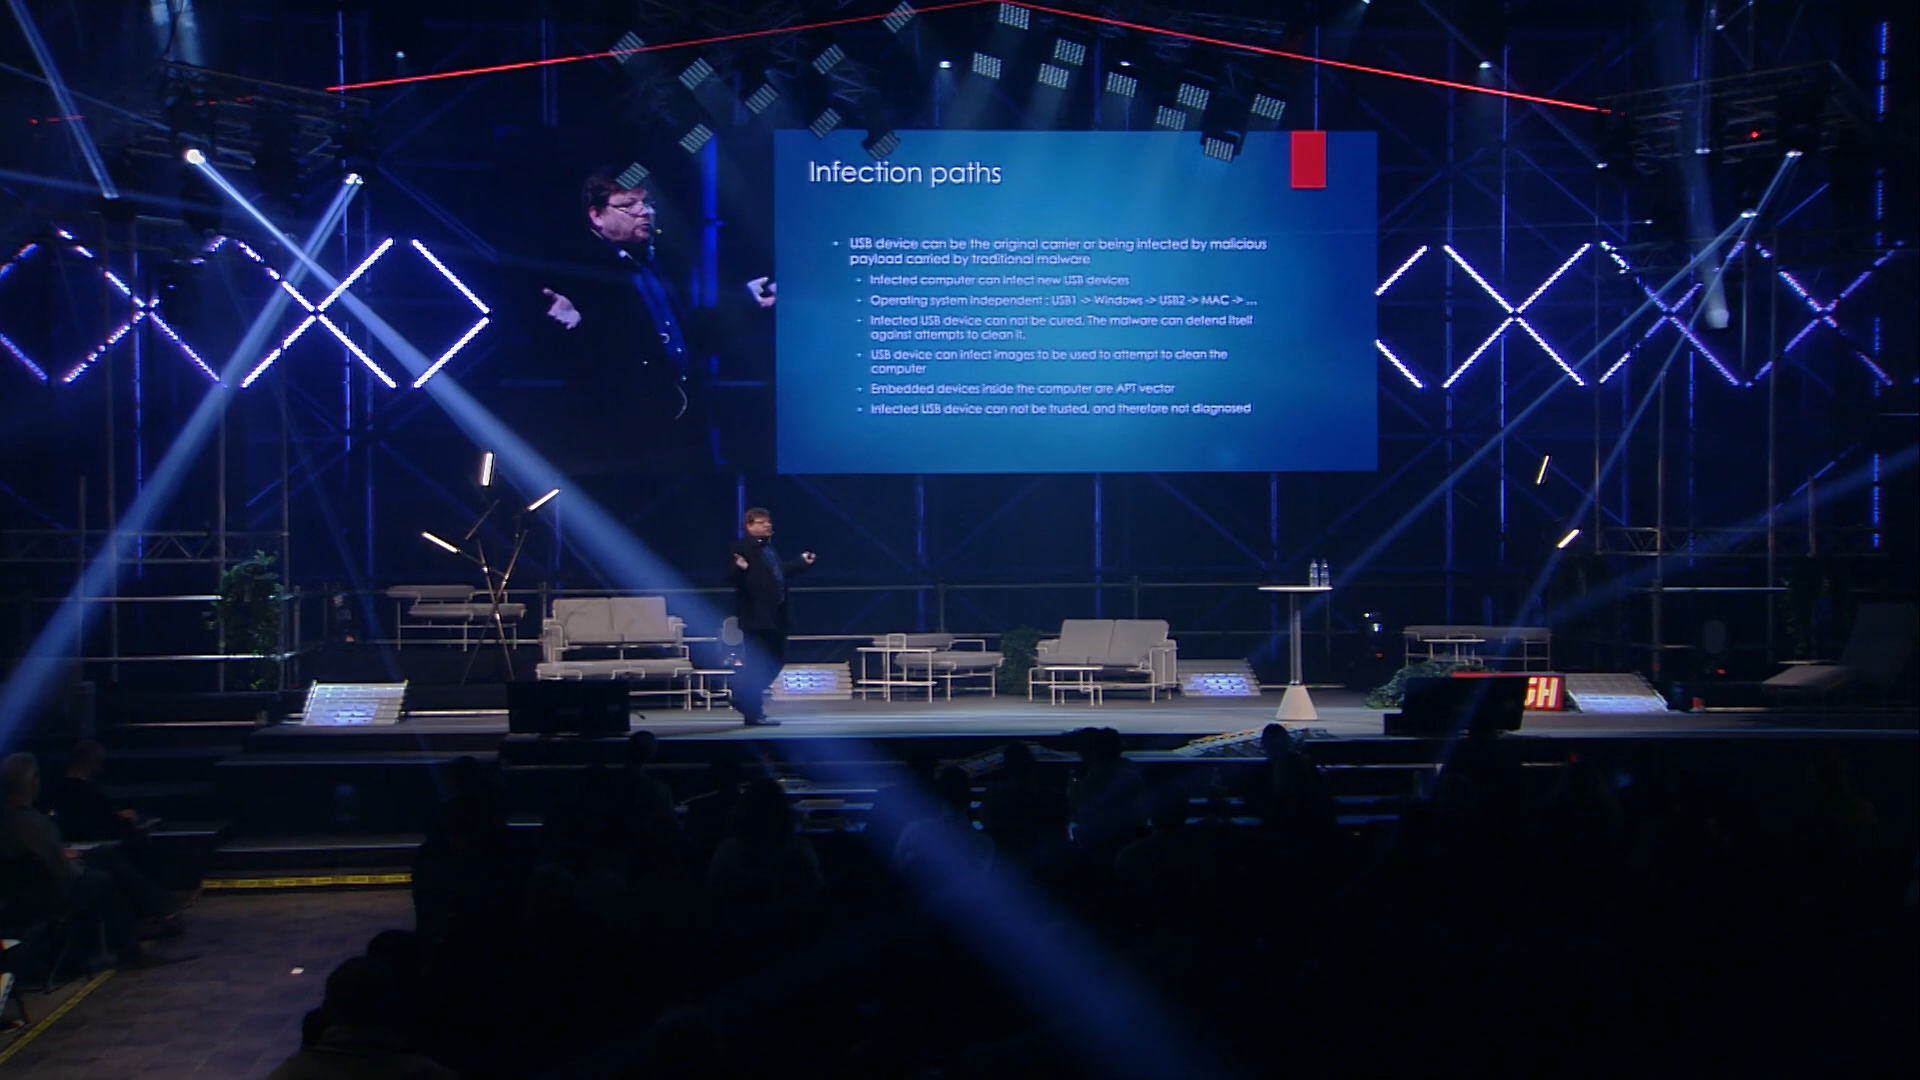 Infection paths
USB device can be the original carrier or being infected by malicious
payload carried by traditional malware
Infected computer can infect new USB devices
Operating system independent : USB1 -> Windows -> USB2 -> MAC -> ...
Infected USB device can not be cured. The malware can defend itself
against attempts to clean it.
USB device can infect images to be used to attempt to clean the
computer
Embedded devices inside the computer are APT vector
Infected USB device can not be trusted, and therefore not diagnosed